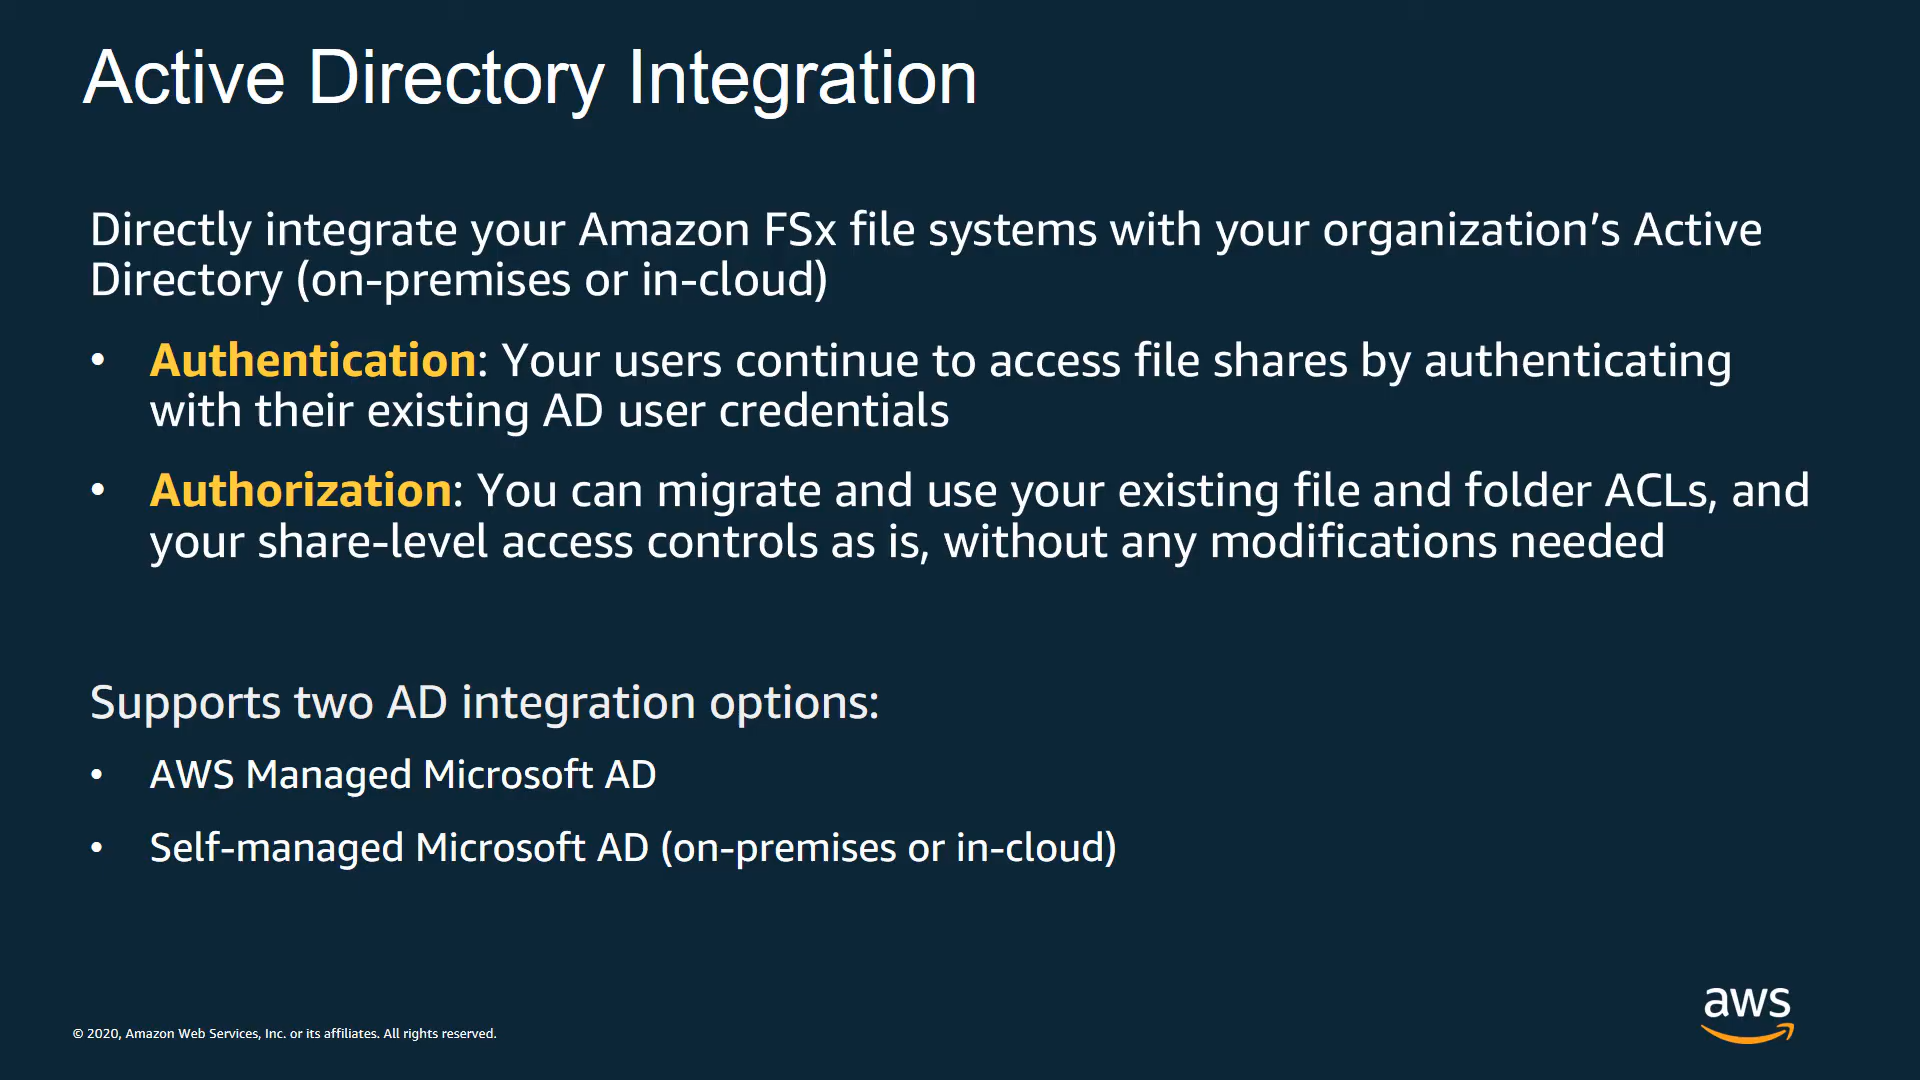 Active Directory Integration
Directly integrate your Amazon FSx file systems with your organization’s Active
Directory (on-premises or in-cloud)
• Authentication: Your users continue to access file shares by authenticating
with their existing AD user credentials
• Authorization: You can migrate and use your existing file and folder ACLs, and
your share-level access controls as is, without any modifications needed
Supports two AD integration options:
• AWS Managed Microsoft AD
• Self-managed Microsoft AD (on-premises or in-cloud)
© 2020, Amazon Web Services, Inc. or its affiliates. All rights reserved.
aws